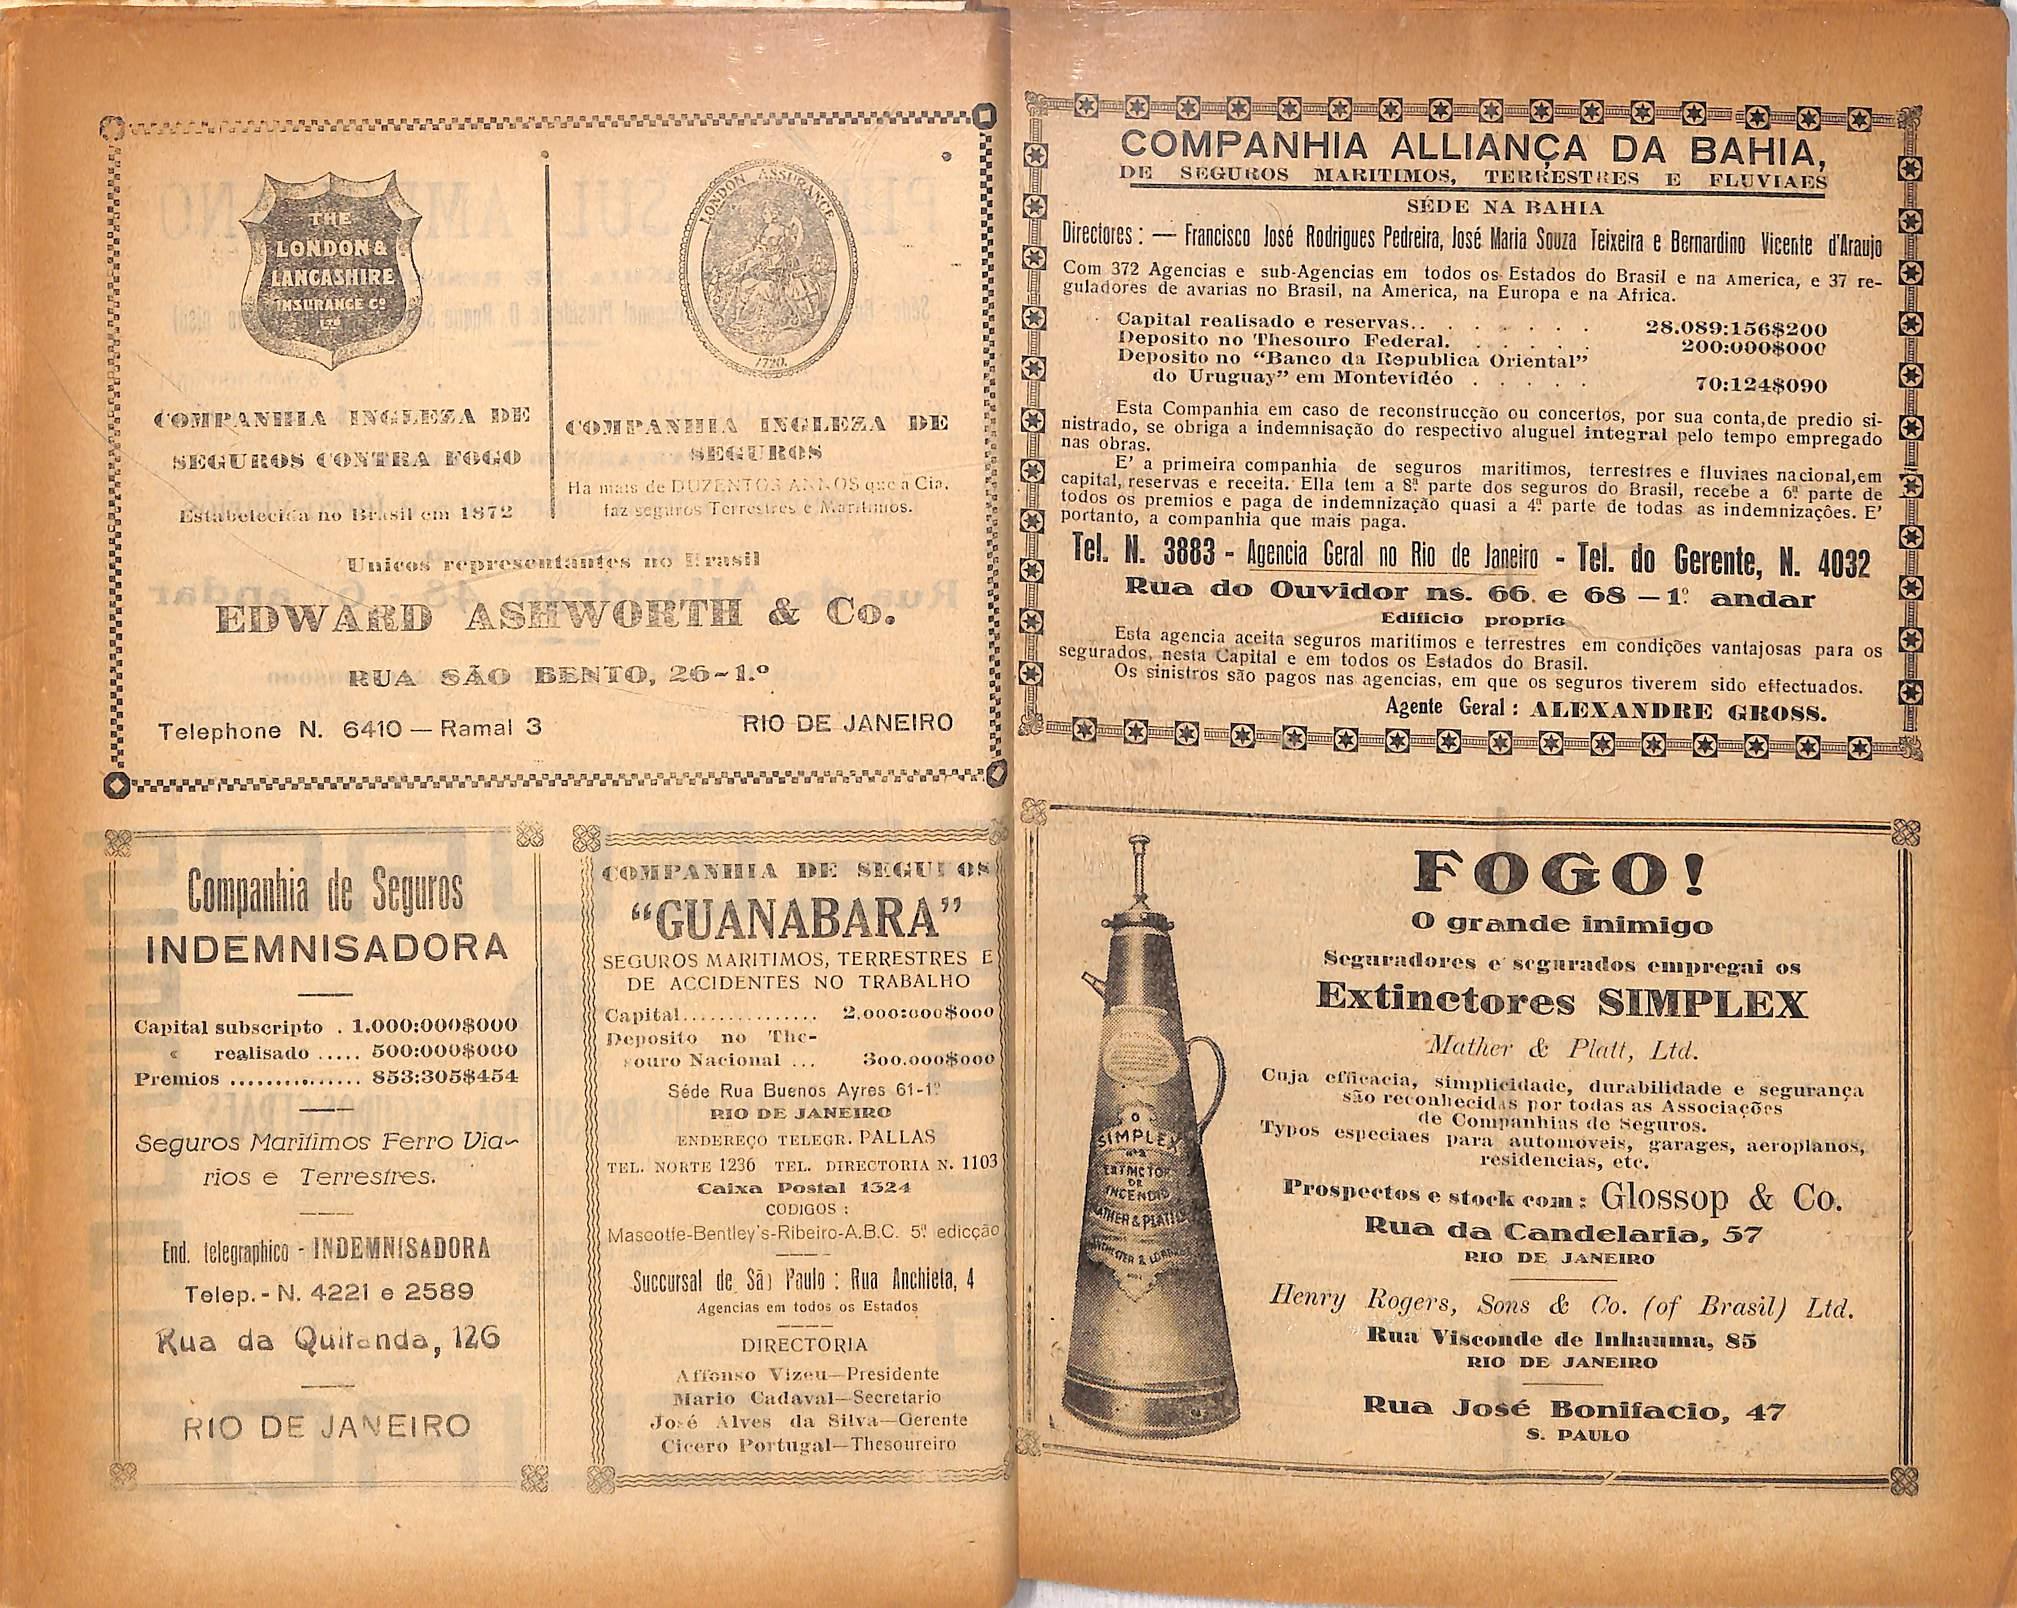 THE
LONDON &
LANCASHIRE
INSURANCE Co
LTD
COMPANHIA INGLEZA DE
SEGUROS CONTRA FOGO
Estabelecida no Brasil em 1872
LONDON ASSURANCE
1720.
COMPANHIA INGLEZA DE
SEGUROS
Ha mais de DUZENTOS ANNOS que a Cia.
faz seguros Terrestres e Maritimos.
Unicos representantes no Brasil
EDWARD ASHWORTH & Co.
RUA SÃO BENTO, 26-1.º
Telephone N. 6410 — Ramal 3
RIO DE JANEIRO
Companhia de Seguros
INDEMNISADORA
Capital subscripto . 1.000:000$000
« realisado ..... 500:000$000
Premios .............. 853:305$454
Seguros Maritimos Ferro Via-
rios e Terrestres.
End. telegraphico - INDEMNISADORA
Telep. - N. 4221 e 2589
Rua da Quitanda, 126
RIO DE JANEIRO
COMPANHIA DE SEGUROS
"GUANABARA"
SEGUROS MARITIMOS, TERRESTRES E
DE ACCIDENTES NO TRABALHO
Capital............... 2.000:000$000
Deposito no The-
souro Nacional ... 300.000$000
Séde Rua Buenos Ayres 61-1º
RIO DE JANEIRO
ENDEREÇO TELEGR. PALLAS
TEL. NORTE 1236 TEL. DIRECTORIA N. 1103
Caixa Postal 1324
CODIGOS :
Mascotte-Bentley's-Ribeiro-A.B.C. 5ª edicção
Succursal de São Paulo : Rua Anchieta, 4
Agencias em todos os Estados
DIRECTORIA
Affonso Vizeu—Presidente
Mario Cadaval—Secretario
José Alves da Silva—Gerente
Cicero Portugal—Thesoureiro
COMPANHIA ALLIANÇA DA BAHIA,
DE SEGUROS MARITIMOS, TERRESTRES E FLUVIAES
SÉDE NA BAHIA
Directores : — Francisco José Rodrigues Pedreira, José Maria Souza Teixeira e Bernardino Vicente d'Araujo
Com 372 Agencias e sub-Agencias em todos os Estados do Brasil e na America, e 37 re-
guladores de avarias no Brasil, na America, na Europa e na Africa.
Capital realisado e reservas.. . . . . . . 28.089:156$200
Deposito no Thesouro Federal. . . . . . 200:000$000
Deposito no "Banco da Republica Oriental"
do Uruguay" em Montevidéo . . . . . 70:124$090
Esta Companhia em caso de reconstrucção ou concertos, por sua conta,de predio si-
nistrado, se obriga a indemnisação do respectivo aluguel integral pelo tempo empregado
nas obras.
E' a primeira companhia de seguros maritimos, terrestres e fluviaes nacional,em
capital, reservas e receita. Ella tem a 8ª parte dos seguros do Brasil, recebe a 6ª parte de
todos os premios e paga de indemnização quasi a 4ª parte de todas as indemnizações. E'
portanto, a companhia que mais paga.
Tel. N. 3883 - Agencia Geral no Rio de Janeiro - Tel. do Gerente, N. 4032
Rua do Ouvidor ns. 66 e 68 — 1º andar
Edificio proprio
Esta agencia aceita seguros maritimos e terrestres em condições vantajosas para os
segurados, nesta Capital e em todos os Estados do Brasil.
Os sinistros são pagos nas agencias, em que os seguros tiverem sido effectuados.
Agente Geral : ALEXANDRE GROSS.
O
SIMPLEX
EXTINCTOR
DE
INCENDIO
MATHER & PLATT
MANCHESTER & LONDRES
FOGO!
O grande inimigo
Seguradores e segurados empregai os
Extinctores SIMPLEX
Mather & Platt, Ltd.
Cuja efficacia, simplicidade, durabilidade e segurança
são reconhecidas por todas as Associações
de Companhias de Seguros.
Typos especiaes para automoveis, garages, aeroplanos,
residencias, etc.
Prospectos e stock com : Glossop & Co.
Rua da Candelaria, 57
RIO DE JANEIRO
Henry Rogers, Sons & Co. (of Brasil) Ltd.
Rua Visconde de Inhauma, 85
RIO DE JANEIRO
Rua José Bonifacio, 47
S. PAULO